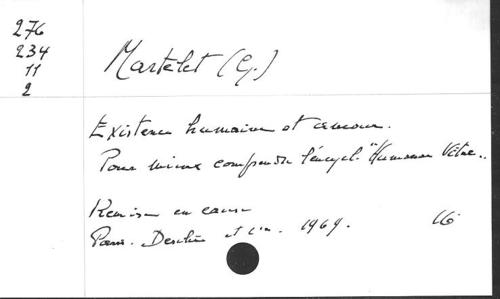 276
234
11
2
Martelet (G.)
Existence humaine et amour.
Pour mieux comprendre l'encycl. "Humanae Vitae..
Remise en cause
Paris. Desclée et Cie. 1969. 16